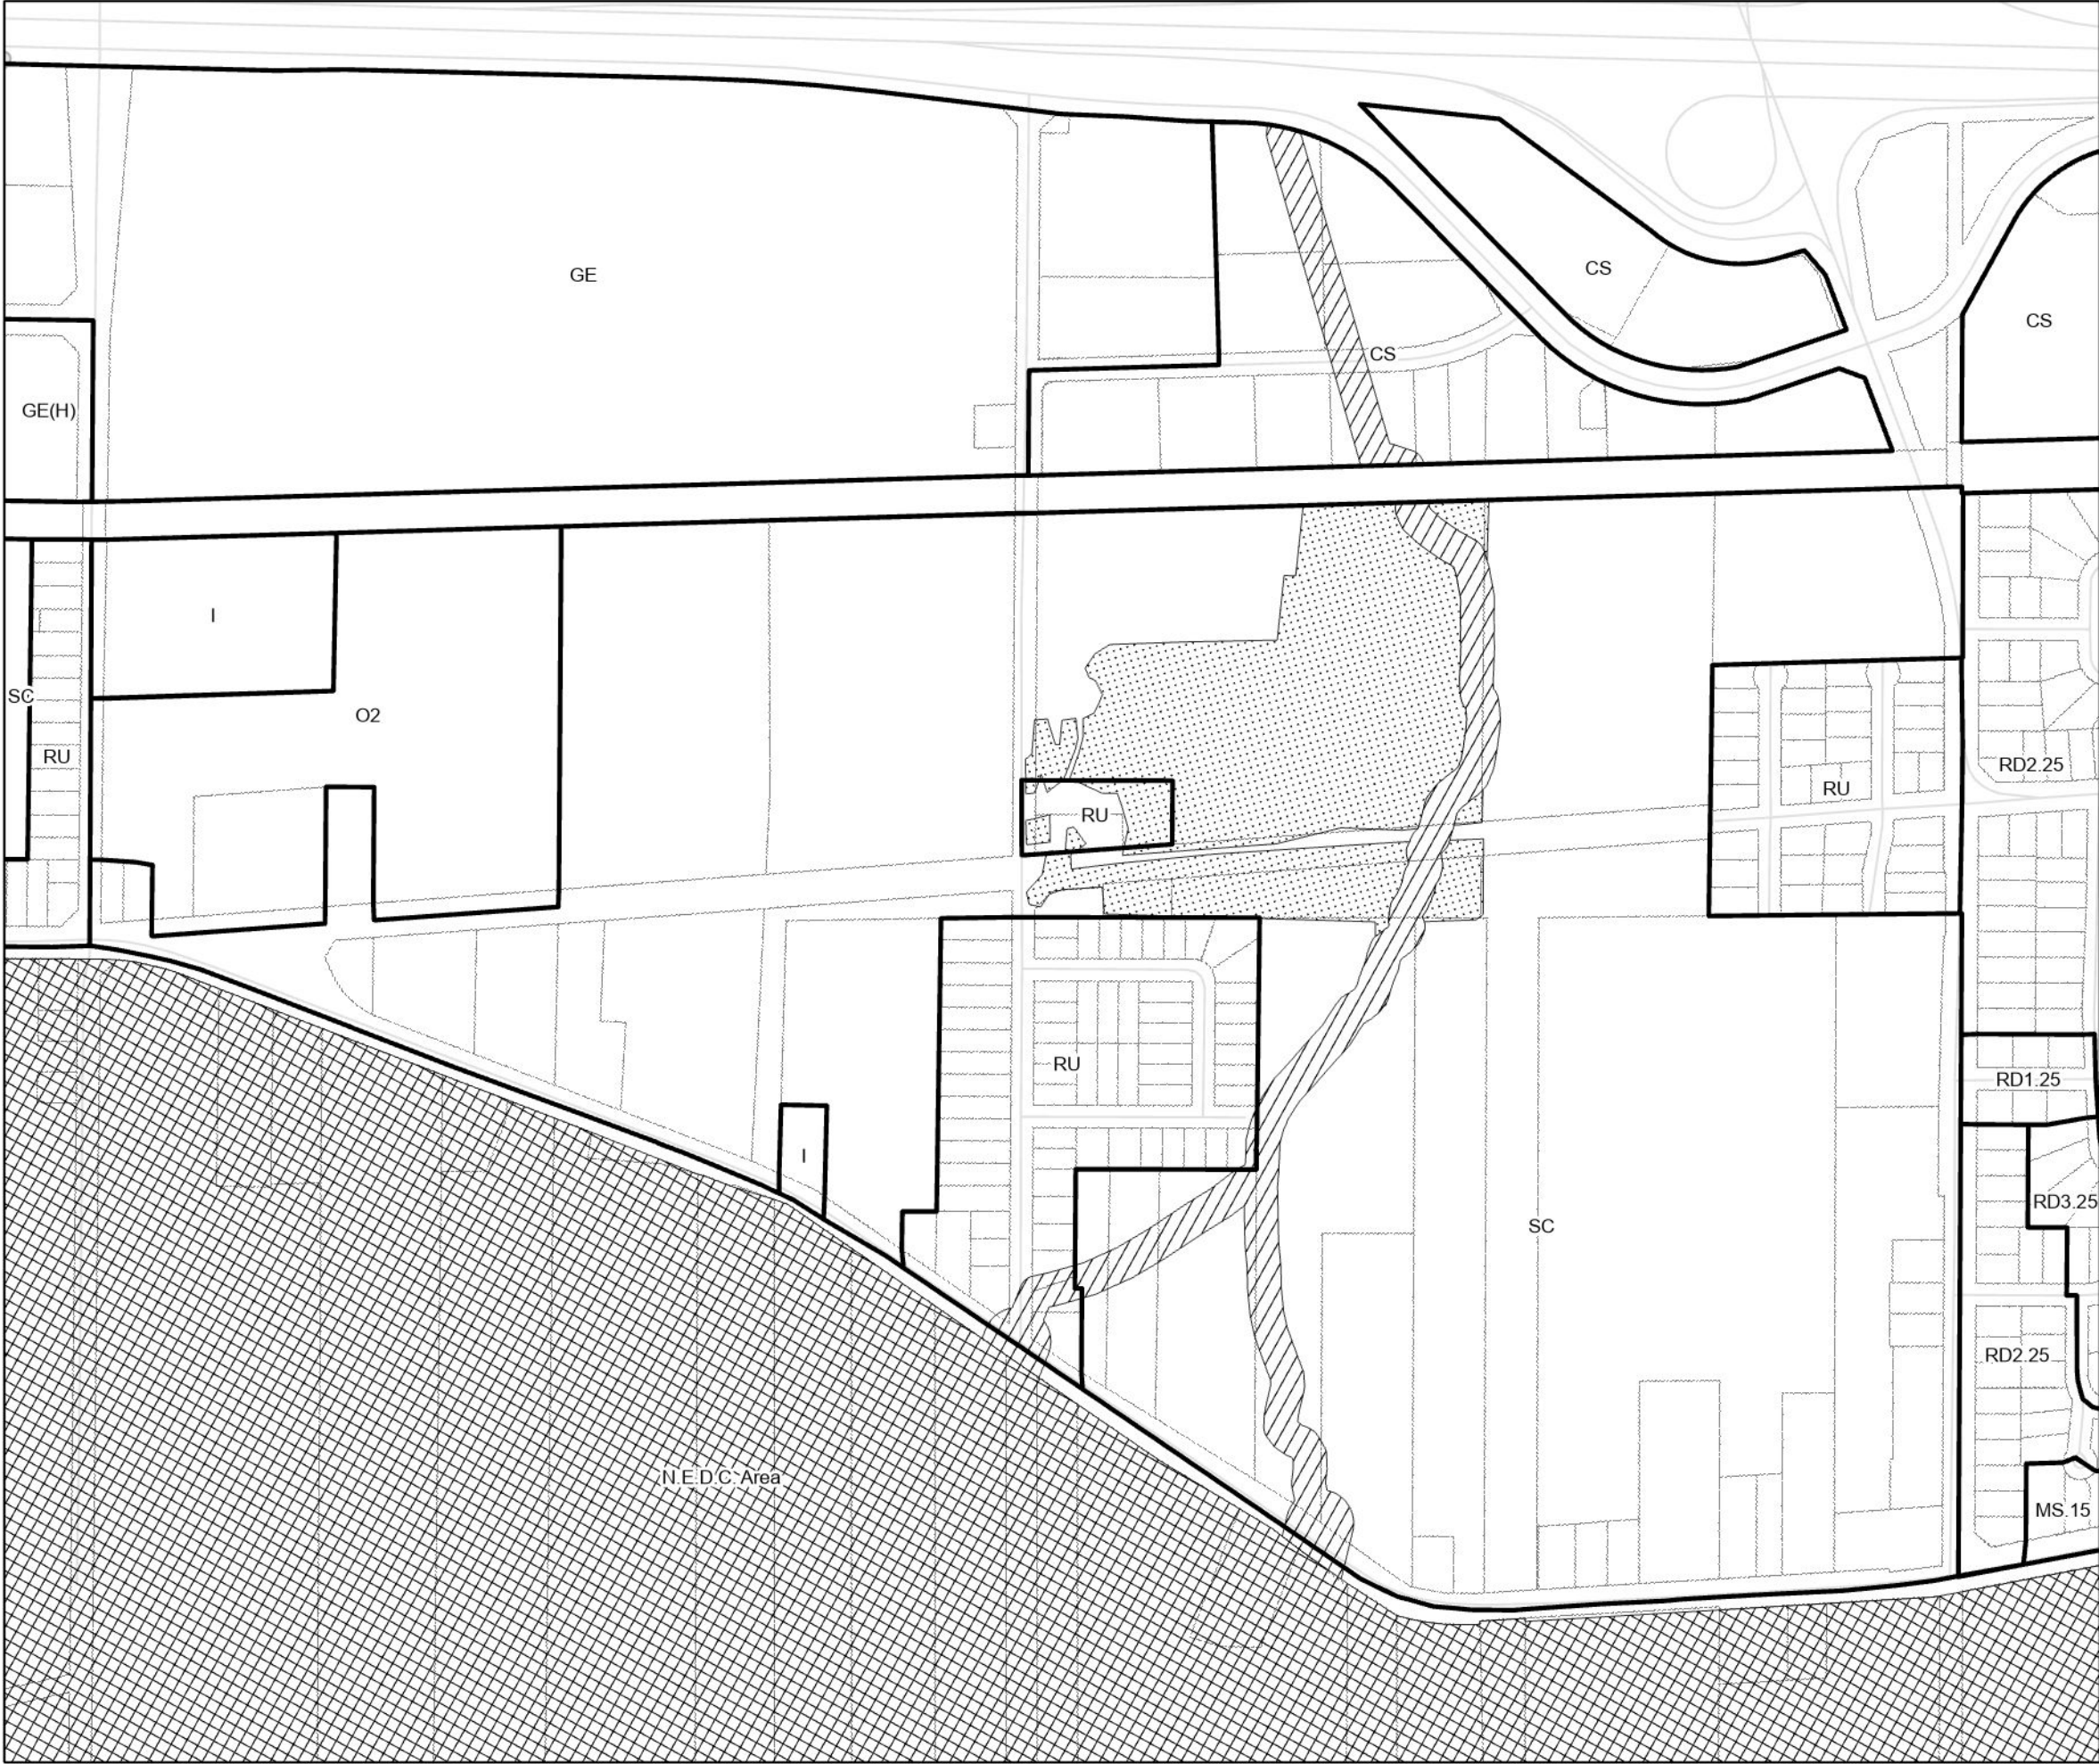 GE
CS
CS
CS
GE(H)
I
SC
O2
RU
RU
RU
RD2.25
RU
RD1.25
I
SC
RD3.25
RD2.25
N.E.D.C. Area
MS.15